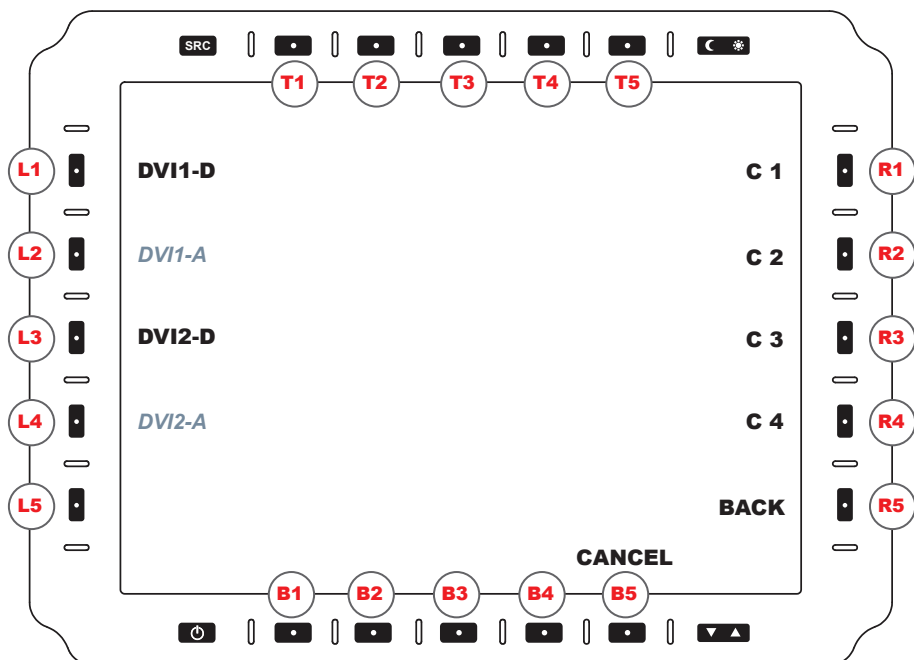 SRC
T1 T2 T3 T4 T5
L1 DVI1-D C 1 R1
L2 DVI1-A C 2 R2
L3 DVI2-D C 3 R3
L4 DVI2-A C 4 R4
L5 BACK R5
CANCEL
B1 B2 B3 B4 B5